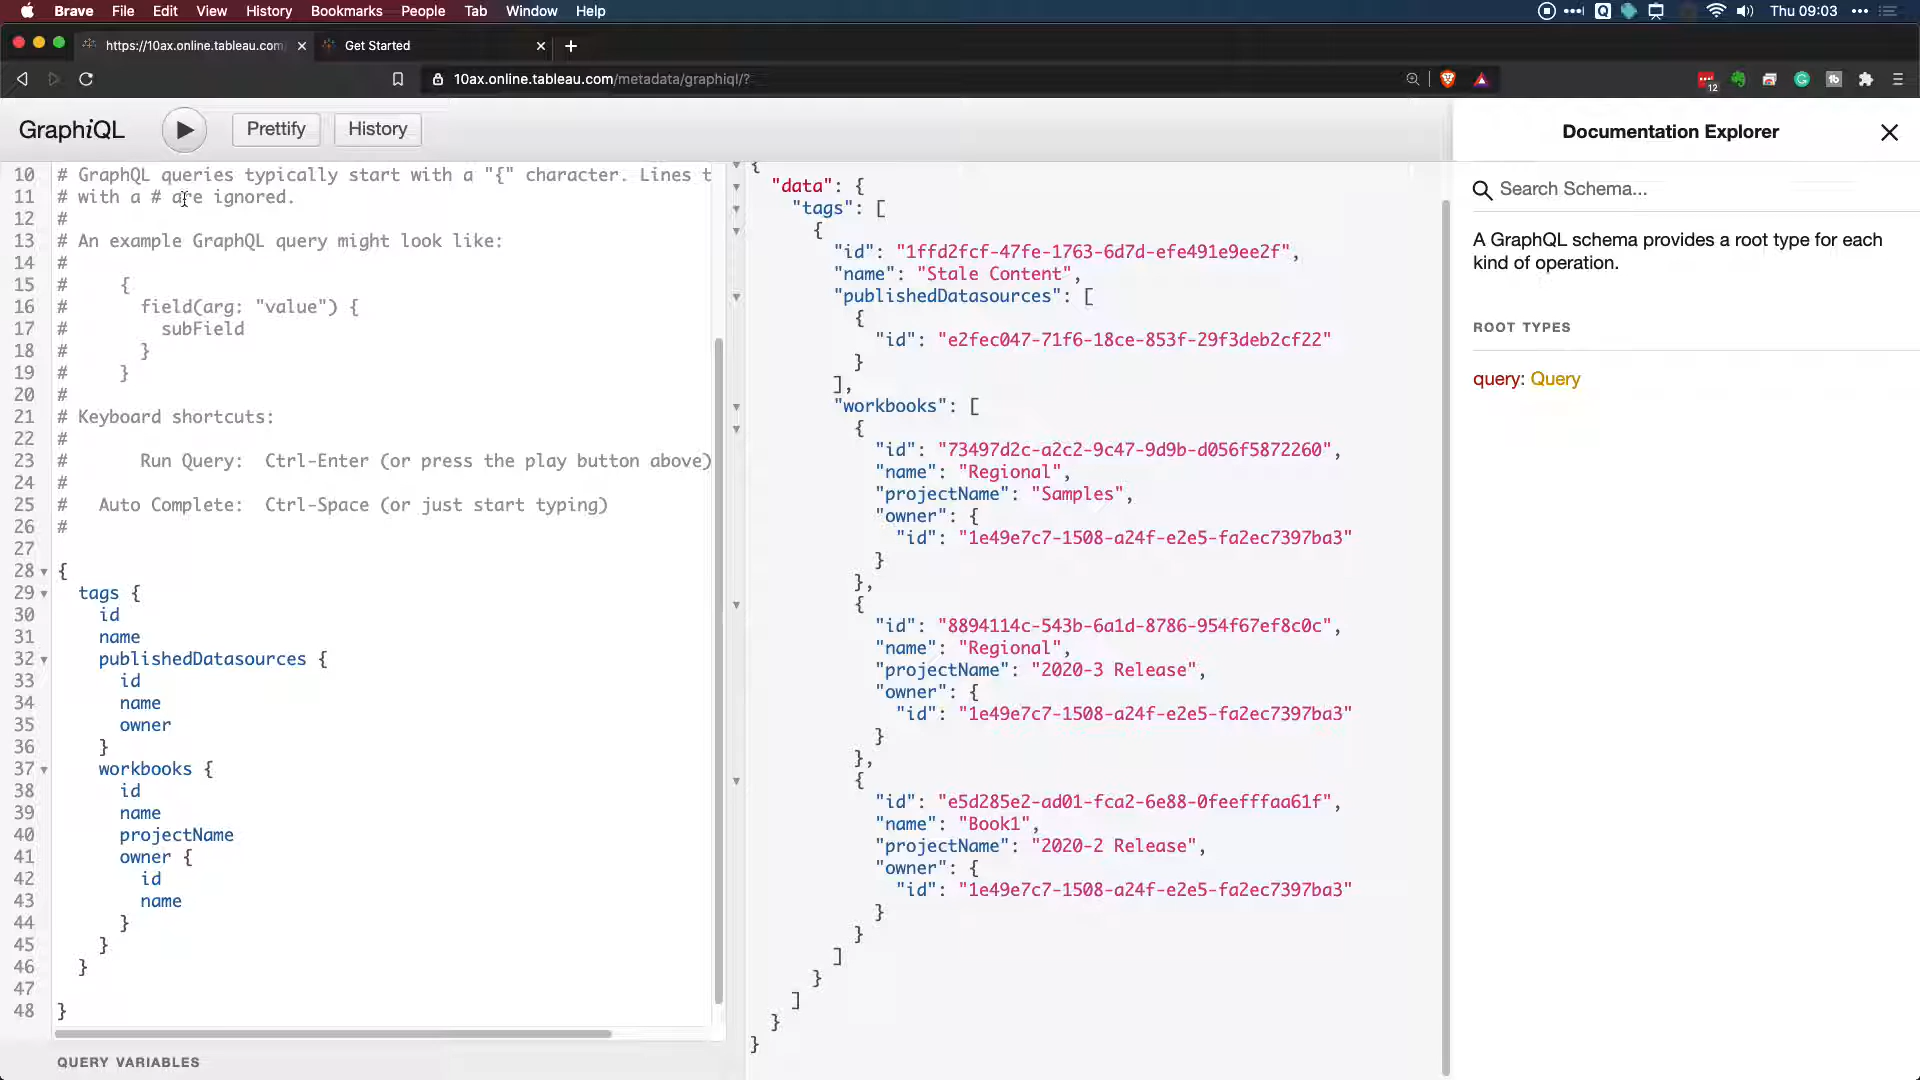 Brave File Edit View History Bookmarks People Tab Window Help
Thu 09:03
https://10ax.online.tableau.com
Get Started
10ax.online.tableau.com/metadata/graphiql/?
12
GraphiQL
Prettify
History
10 # GraphQL queries typically start with a "{" character. Lines t
11 # with a # are ignored.
12 #
13 # An example GraphQL query might look like:
14 #
15 # {
16 # field(arg: "value") {
17 # subField
18 # }
19 # }
20 #
21 # Keyboard shortcuts:
22 #
23 # Run Query: Ctrl-Enter (or press the play button above)
24 #
25 # Auto Complete: Ctrl-Space (or just start typing)
26 #
27
28 {
29 tags {
30 id
31 name
32 publishedDatasources {
33 id
34 name
35 owner
36 }
37 workbooks {
38 id
39 name
40 projectName
41 owner {
42 id
43 name
44 }
45 }
46 }
47
48 }
QUERY VARIABLES
{
"data": {
"tags": [
{
"id": "1ffd2fcf-47fe-1763-6d7d-efe491e9ee2f",
"name": "Stale Content",
"publishedDatasources": [
{
"id": "e2fec047-71f6-18ce-853f-29f3deb2cf22"
}
],
"workbooks": [
{
"id": "73497d2c-a2c2-9c47-9d9b-d056f5872260",
"name": "Regional",
"projectName": "Samples",
"owner": {
"id": "1e49e7c7-1508-a24f-e2e5-fa2ec7397ba3"
}
},
{
"id": "8894114c-543b-6a1d-8786-954f67ef8c0c",
"name": "Regional",
"projectName": "2020-3 Release",
"owner": {
"id": "1e49e7c7-1508-a24f-e2e5-fa2ec7397ba3"
}
},
{
"id": "e5d285e2-ad01-fca2-6e88-0feefffaa61f",
"name": "Book1",
"projectName": "2020-2 Release",
"owner": {
"id": "1e49e7c7-1508-a24f-e2e5-fa2ec7397ba3"
}
}
]
}
]
}
}
Documentation Explorer
Search Schema...
A GraphQL schema provides a root type for each
kind of operation.
ROOT TYPES
query: Query